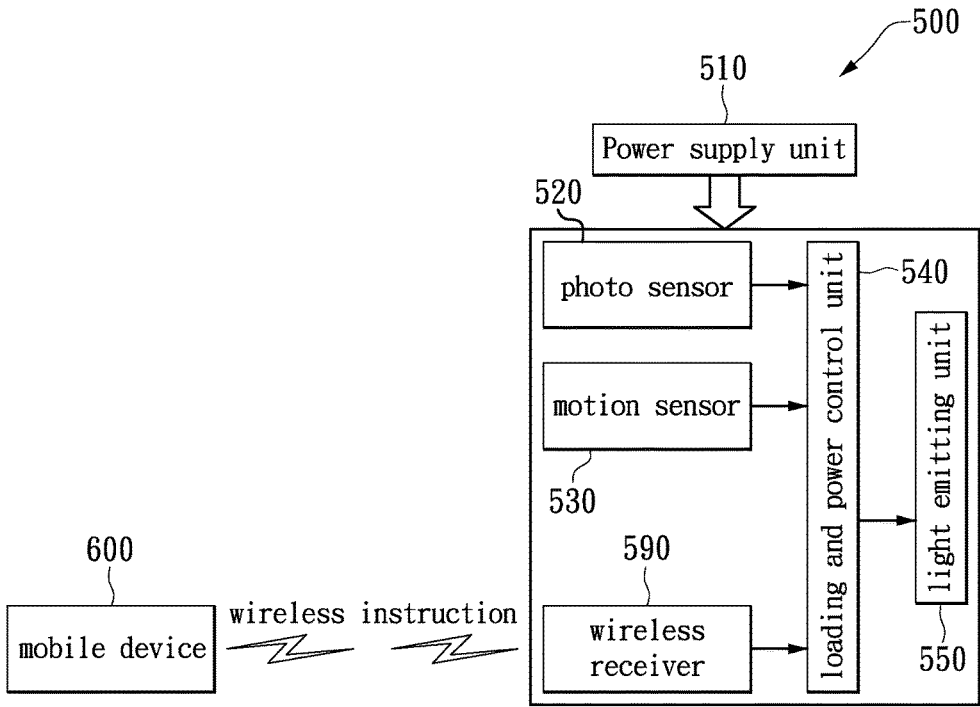 500
510
Power supply unit
520
photo sensor
540
motion sensor
530
loading and power control unit
light emitting unit
550
600
mobile device
wireless instruction
590
wireless
receiver